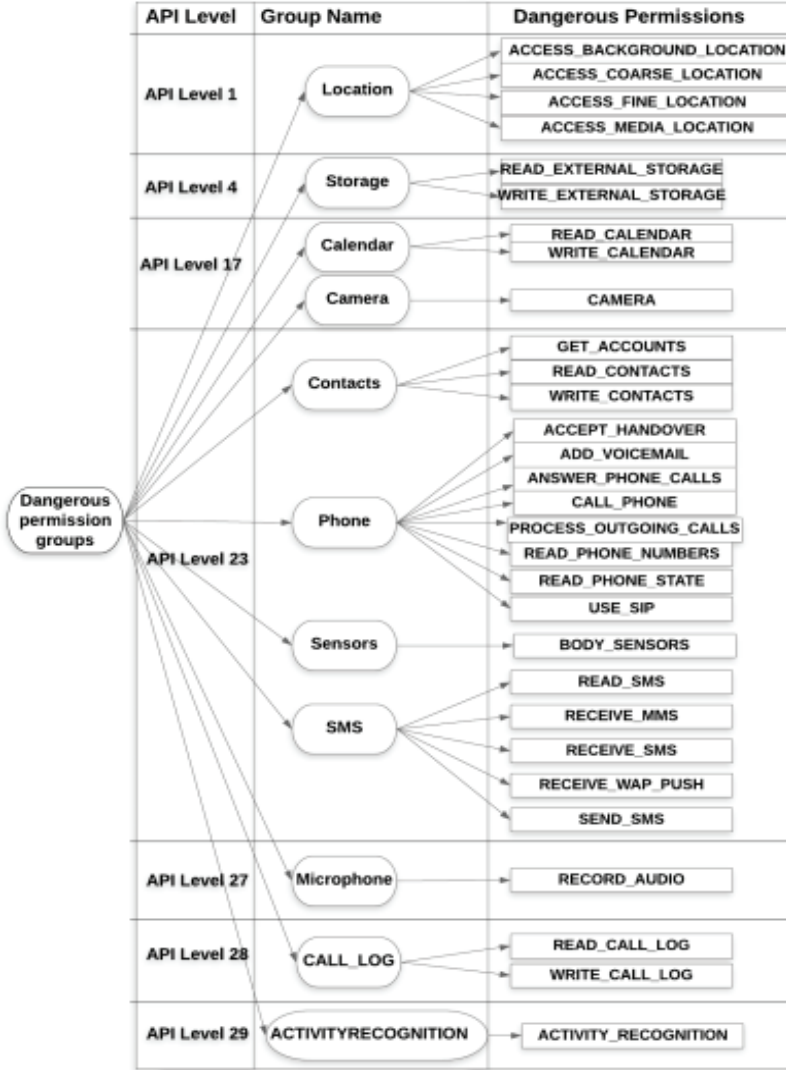 API Level Group Name Dangerous Permissions
API Level 1
Location
ACCESS_BACKGROUND_LOCATION
ACCESS_COARSE_LOCATION
ACCESS_FINE_LOCATION
ACCESS_MEDIA_LOCATION
API Level 4
Storage
READ_EXTERNAL_STORAGE
WRITE_EXTERNAL_STORAGE
API Level 17
Calendar
READ_CALENDAR
WRITE_CALENDAR
Camera
CAMERA
Contacts
GET_ACCOUNTS
READ_CONTACTS
WRITE_CONTACTS
Dangerous
permission
groups
API Level 23
Phone
ACCEPT_HANDOVER
ADD_VOICEMAIL
ANSWER_PHONE_CALLS
CALL_PHONE
PROCESS_OUTGOING_CALLS
READ_PHONE_NUMBERS
READ_PHONE_STATE
USE_SIP
Sensors
BODY_SENSORS
SMS
READ_SMS
RECEIVE_MMS
RECEIVE_SMS
RECEIVE_WAP_PUSH
SEND_SMS
API Level 27
Microphone
RECORD_AUDIO
API Level 28
CALL_LOG
READ_CALL_LOG
WRITE_CALL_LOG
API Level 29
ACTIVITYRECOGNITION
ACTIVITY_RECOGNITION